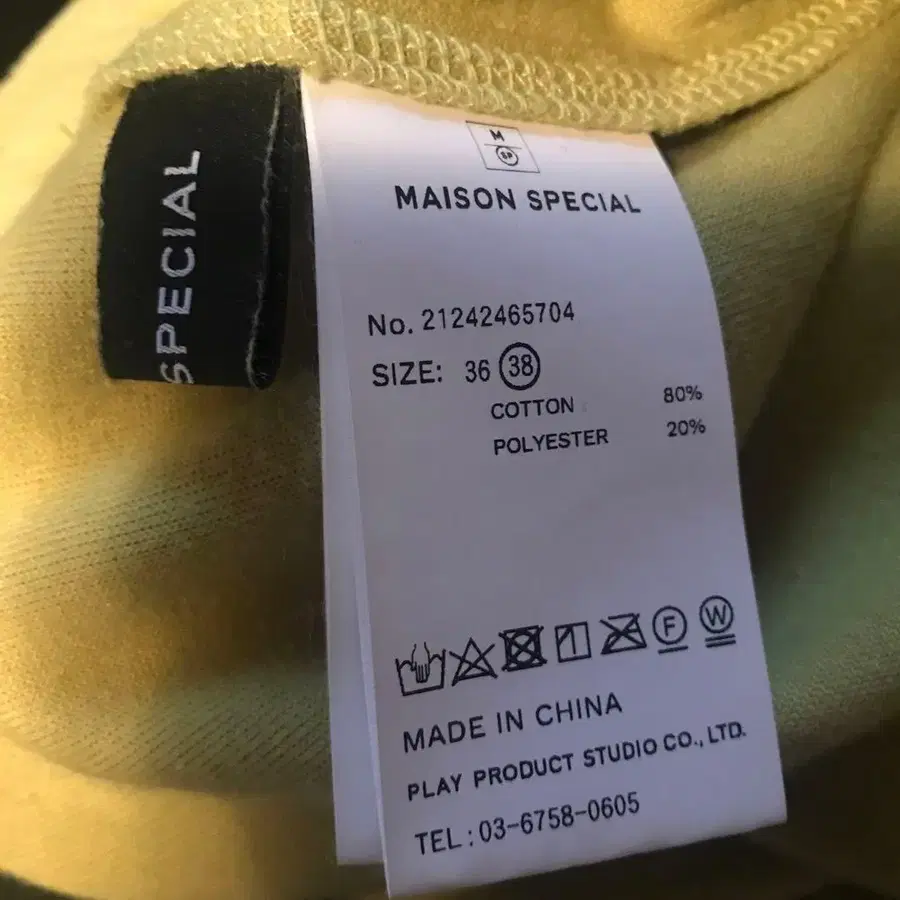 SPECIAL
M
SP
MAISON SPECIAL
No. 21242465704
SIZE: 36 38
COTTON 80%
POLYESTER 20%
F W
MADE IN CHINA
PLAY PRODUCT STUDIO CO., LTD.
TEL : 03-6758-0605